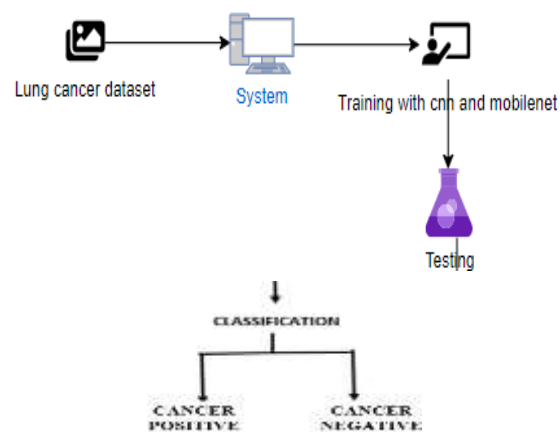 Lung cancer dataset
System
Training with cnn and mobilenet
Testing
CLASSIFICATION
CANCER
POSITIVE
CANCER
NEGATIVE